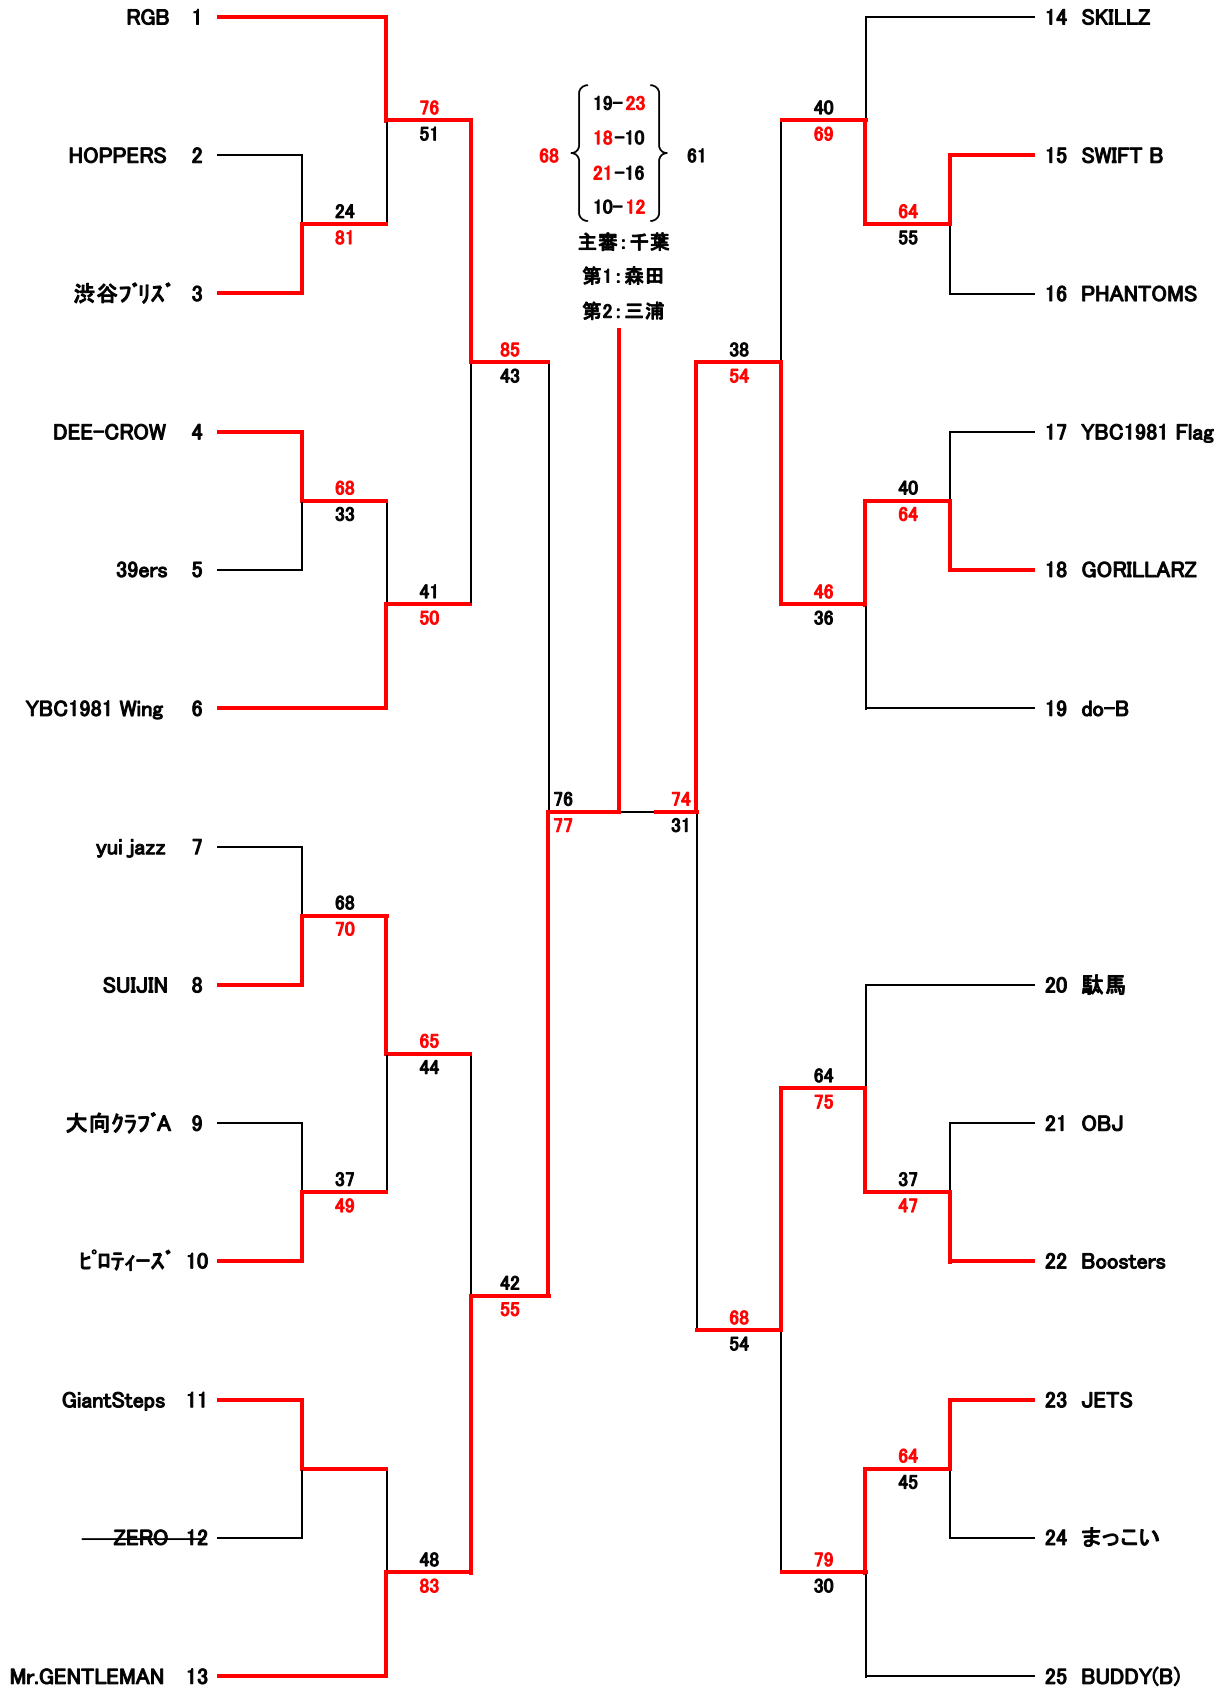 RGB 1
76
51
HOPPERS 2
24
81
渋谷ﾌﾞﾘｽﾞ 3
85
43
DEE-CROW 4
68
33
39ers 5
41
50
YBC1981 Wing 6
76
77
yui jazz 7
68
70
SUIJIN 8
65
44
大向ｸﾗﾌﾞA 9
37
49
ﾋﾟﾛﾃｨｰｽﾞ 10
42
55
GiantSteps 11
ZERO 12
48
83
Mr.GENTLEMAN 13
19-23
18-10
68 61
21-16
10-12
主審:千葉
第1:森田
第2:三浦
14 SKILLZ
40
69
15 SWIFT B
64
55
16 PHANTOMS
38
54
17 YBC1981 Flag
40
64
18 GORILLARZ
46
36
19 do-B
74
31
20 駄馬
64
75
21 OBJ
37
47
22 Boosters
68
54
23 JETS
64
45
24 まっこい
79
30
25 BUDDY(B)